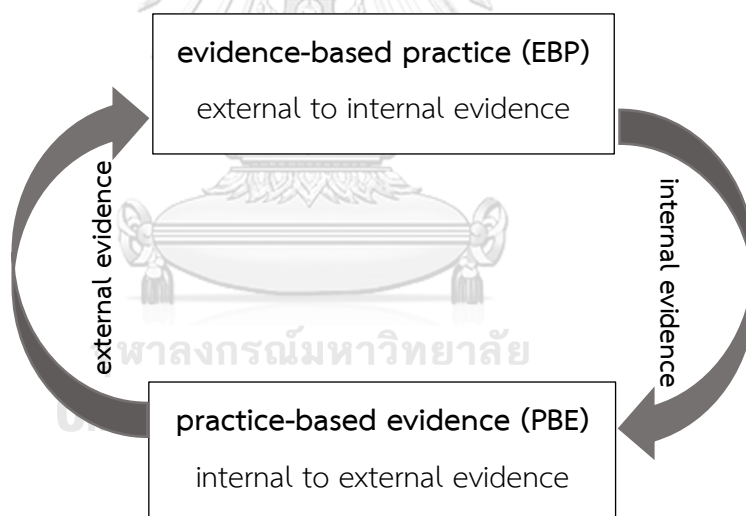 evidence-based practice (EBP)
external to internal evidence
external evidence
internal evidence
จุฬาลงกรณ์มหาวิทยาลัย
practice-based evidence (PBE)
internal to external evidence